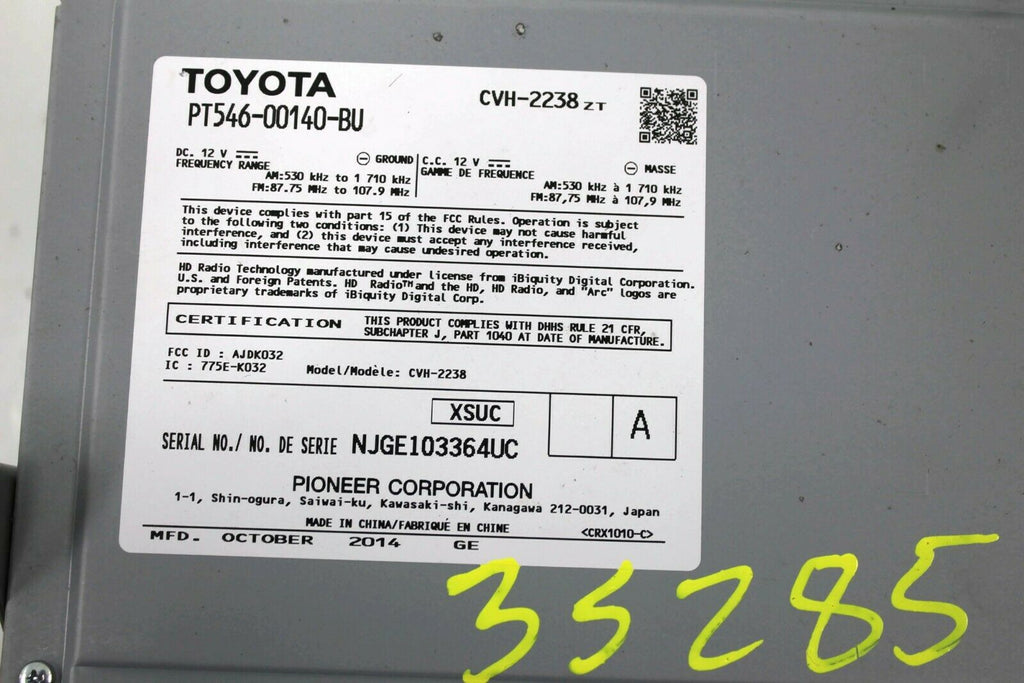 TOYOTA
PT546-00140-BU
CVH-2238 ZT
DC. 12 V
GROUND
FREQUENCY RANGE
AM:530 kHz to 1 710 kHz
FM:87.75 MHz to 107.9 MHz
C.C. 12 V
MASSE
GAMME DE FREQUENCE
AM:530 kHz à 1 710 kHz
FM:87,75 MHz à 107,9 MHz
This device complies with part 15 of the FCC Rules. Operation is subject
to the following two conditions: (1) This device may not cause harmful
interference, and (2) this device must accept any interference received,
including interference that may cause undesired operation.
HD Radio Technology manufactured under license from iBiquity Digital Corporation.
U.S. and Foreign Patents. HD Radio™ and the HD, HD Radio, and "Arc" logos are
proprietary trademarks of iBiquity Digital Corp.
CERTIFICATION
THIS PRODUCT COMPLIES WITH DHHS RULE 21 CFR,
SUBCHAPTER J, PART 1040 AT DATE OF MANUFACTURE.
FCC ID : AJDK032
IC : 775E-K032
Model/Modèle: CVH-2238
XSUC
A
SERIAL NO./ NO. DE SERIE NJGE103364UC
PIONEER CORPORATION
1-1, Shin-ogura, Saiwai-ku, Kawasaki-shi, Kanagawa 212-0031, Japan
MADE IN CHINA/FABRIQUÉ EN CHINE
<CRX1010-C>
MFD. OCTOBER 2014 GE
35285